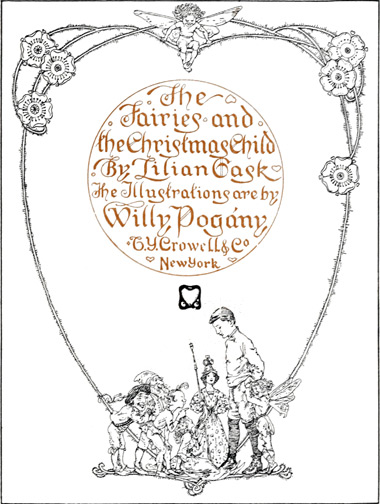 The
Fairies and
the Christmas Child
By Lilian Gask
The Illustrations are by
Willy Pogány
T.Y. Crowell & Co
New York